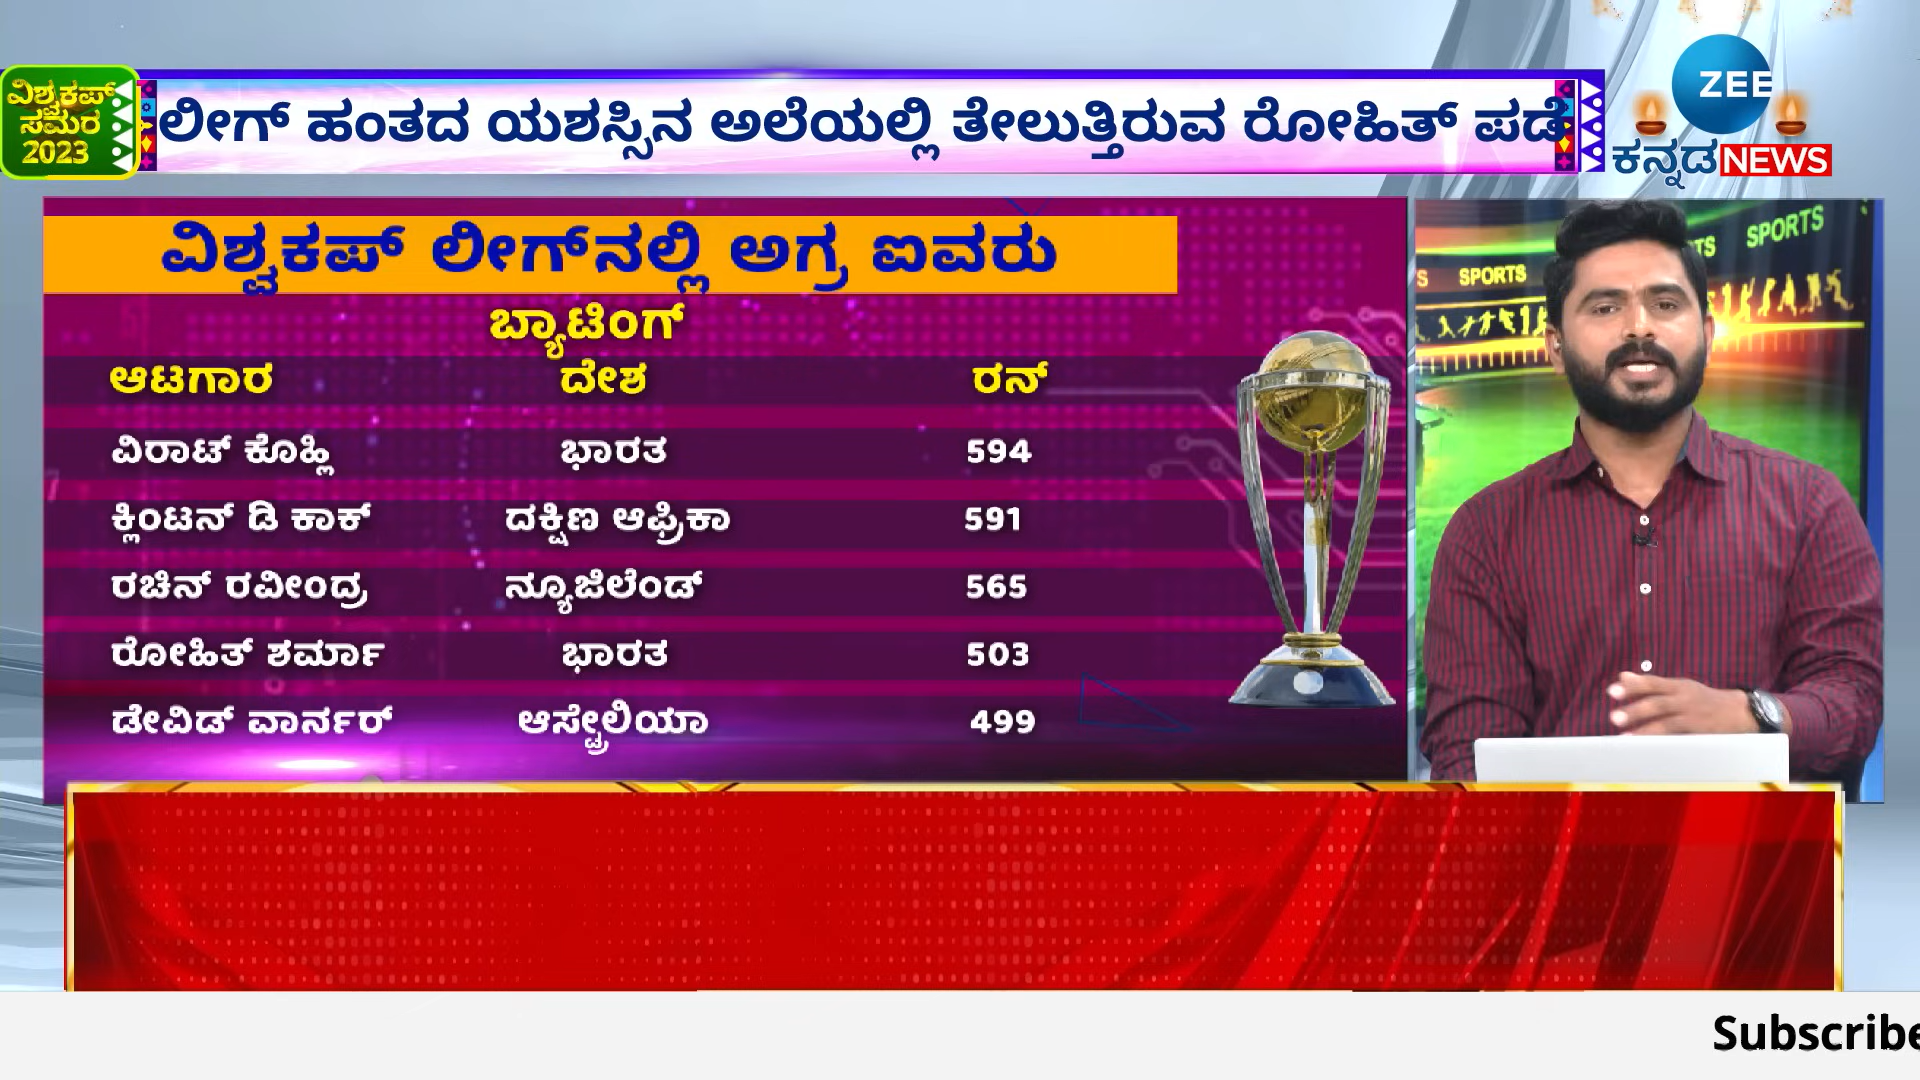 ವಿಶ್ವಕಪ್
ಸಮರ
2023
ಲೀಗ್ ಹಂತದ ಯಶಸ್ಸಿನ ಅಲೆಯಲ್ಲಿ ತೇಲುತ್ತಿರುವ ರೋಹಿತ್ ಪಡೆ
ZEE
ಕನ್ನಡ NEWS
ವಿಶ್ವಕಪ್ ಲೀಗ್‌ನಲ್ಲಿ ಅಗ್ರ ಐವರು
ಬ್ಯಾಟಿಂಗ್
ಆಟಗಾರ ದೇಶ ರನ್
ವಿರಾಟ್ ಕೊಹ್ಲಿ ಭಾರತ 594
ಕ್ಲಿಂಟನ್ ಡಿ ಕಾಕ್ ದಕ್ಷಿಣ ಆಫ್ರಿಕಾ 591
ರಚಿನ್ ರವೀಂದ್ರ ನ್ಯೂಜಿಲೆಂಡ್ 565
ರೋಹಿತ್ ಶರ್ಮಾ ಭಾರತ 503
ಡೇವಿಡ್ ವಾರ್ನರ್ ಆಸ್ಟ್ರೇಲಿಯಾ 499
SPORTS
SPORTS
Subscribe